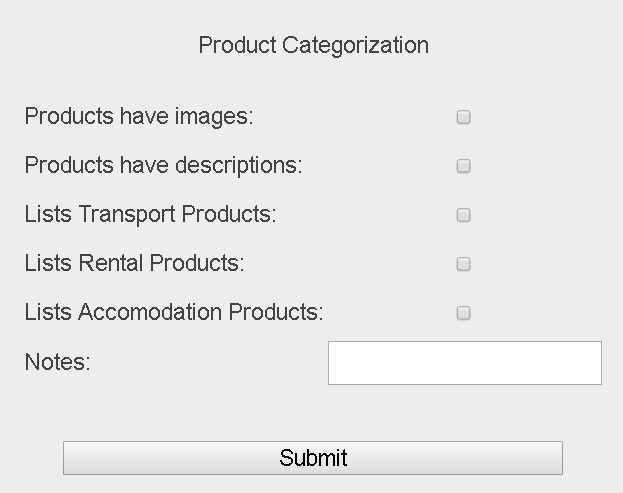 Product Categorization
Products have images:
Products have descriptions:
Lists Transport Products:
Lists Rental Products:
Lists Accomodation Products:
Notes:
Submit